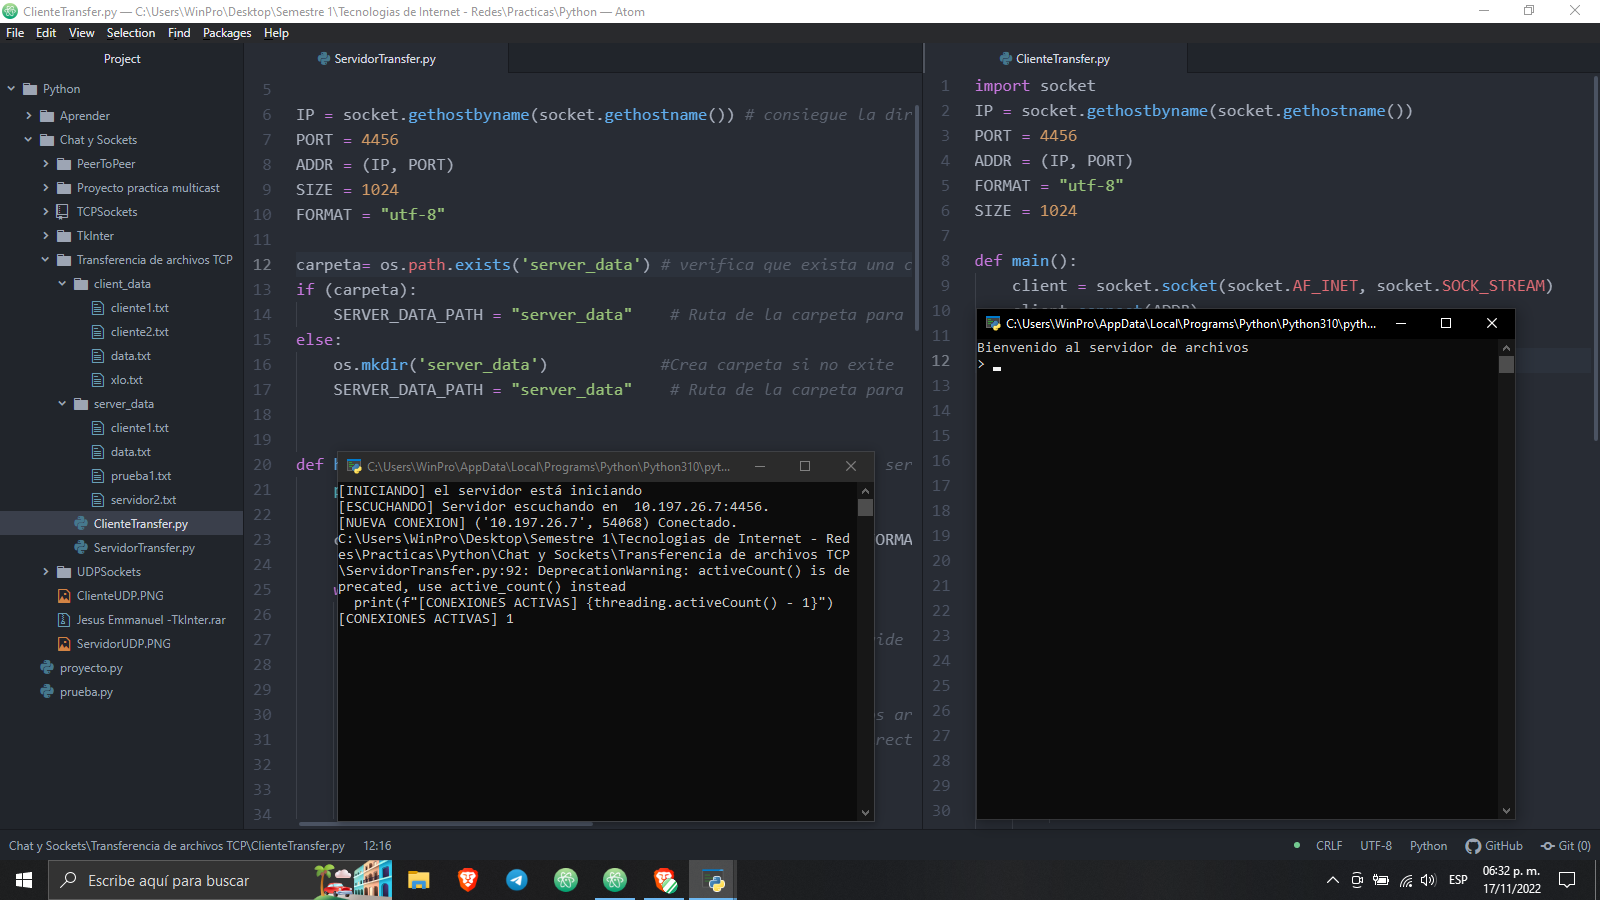 ClienteTransfer.py — C:\Users\WinPro\Desktop\Semestre 1\Tecnologias de Internet - Redes\Practicas\Python — Atom
File Edit View Selection Find Packages Help
Project
Python
Aprender
Chat y Sockets
PeerToPeer
Proyecto practica multicast
TCPSockets
TkInter
Transferencia de archivos TCP
client_data
cliente1.txt
cliente2.txt
data.txt
xlo.txt
server_data
cliente1.txt
data.txt
prueba1.txt
servidor2.txt
ClienteTransfer.py
ServidorTransfer.py
UDPSockets
ClienteUDP.PNG
Jesus Emmanuel -TkInter.rar
ServidorUDP.PNG
proyecto.py
prueba.py
ServidorTransfer.py
5
6 IP = socket.gethostbyname(socket.gethostname()) # consiegue la dir
7 PORT = 4456
8 ADDR = (IP, PORT)
9 SIZE = 1024
10 FORMAT = "utf-8"
11
12 carpeta= os.path.exists('server_data') # verifica que exista una c
13 if (carpeta):
14 SERVER_DATA_PATH = "server_data" # Ruta de la carpeta para
15 else:
16 os.mkdir('server_data') #Crea carpeta si no exite
17 SERVER_DATA_PATH = "server_data" # Ruta de la carpeta para
18
19
20 def ser
21
22
23 FORMA
24
25
26
27 ide
28
29
30 s ar
31 rect
32
33
34
C:\Users\WinPro\AppData\Local\Programs\Python\Python310\pyt...
[INICIANDO] el servidor está iniciando
[ESCUCHANDO] Servidor escuchando en  10.197.26.7:4456.
[NUEVA CONEXION] ('10.197.26.7', 54068) Conectado.
C:\Users\WinPro\Desktop\Semestre 1\Tecnologias de Internet - Red
es\Practicas\Python\Chat y Sockets\Transferencia de archivos TCP
\ServidorTransfer.py:92: DeprecationWarning: activeCount() is de
precated, use active_count() instead
print(f"[CONEXIONES ACTIVAS] {threading.activeCount() - 1}")
[CONEXIONES ACTIVAS] 1
ClienteTransfer.py
1 import socket
2 IP = socket.gethostbyname(socket.gethostname())
3 PORT = 4456
4 ADDR = (IP, PORT)
5 FORMAT = "utf-8"
6 SIZE = 1024
7
8 def main():
9 client = socket.socket(socket.AF_INET, socket.SOCK_STREAM)
10
11
12
13
14
15
16
17
18
19
20
21
22
23
24
25
26
27
28
29
30
C:\Users\WinPro\AppData\Local\Programs\Python\Python310\pyth...
Bienvenido al servidor de archivos
>
Chat y Sockets\Transferencia de archivos TCP\ClienteTransfer.py 12:16
CRLF UTF-8 Python GitHub Git (0)
Escribe aquí para buscar
ESP
06:32 p. m.
17/11/2022